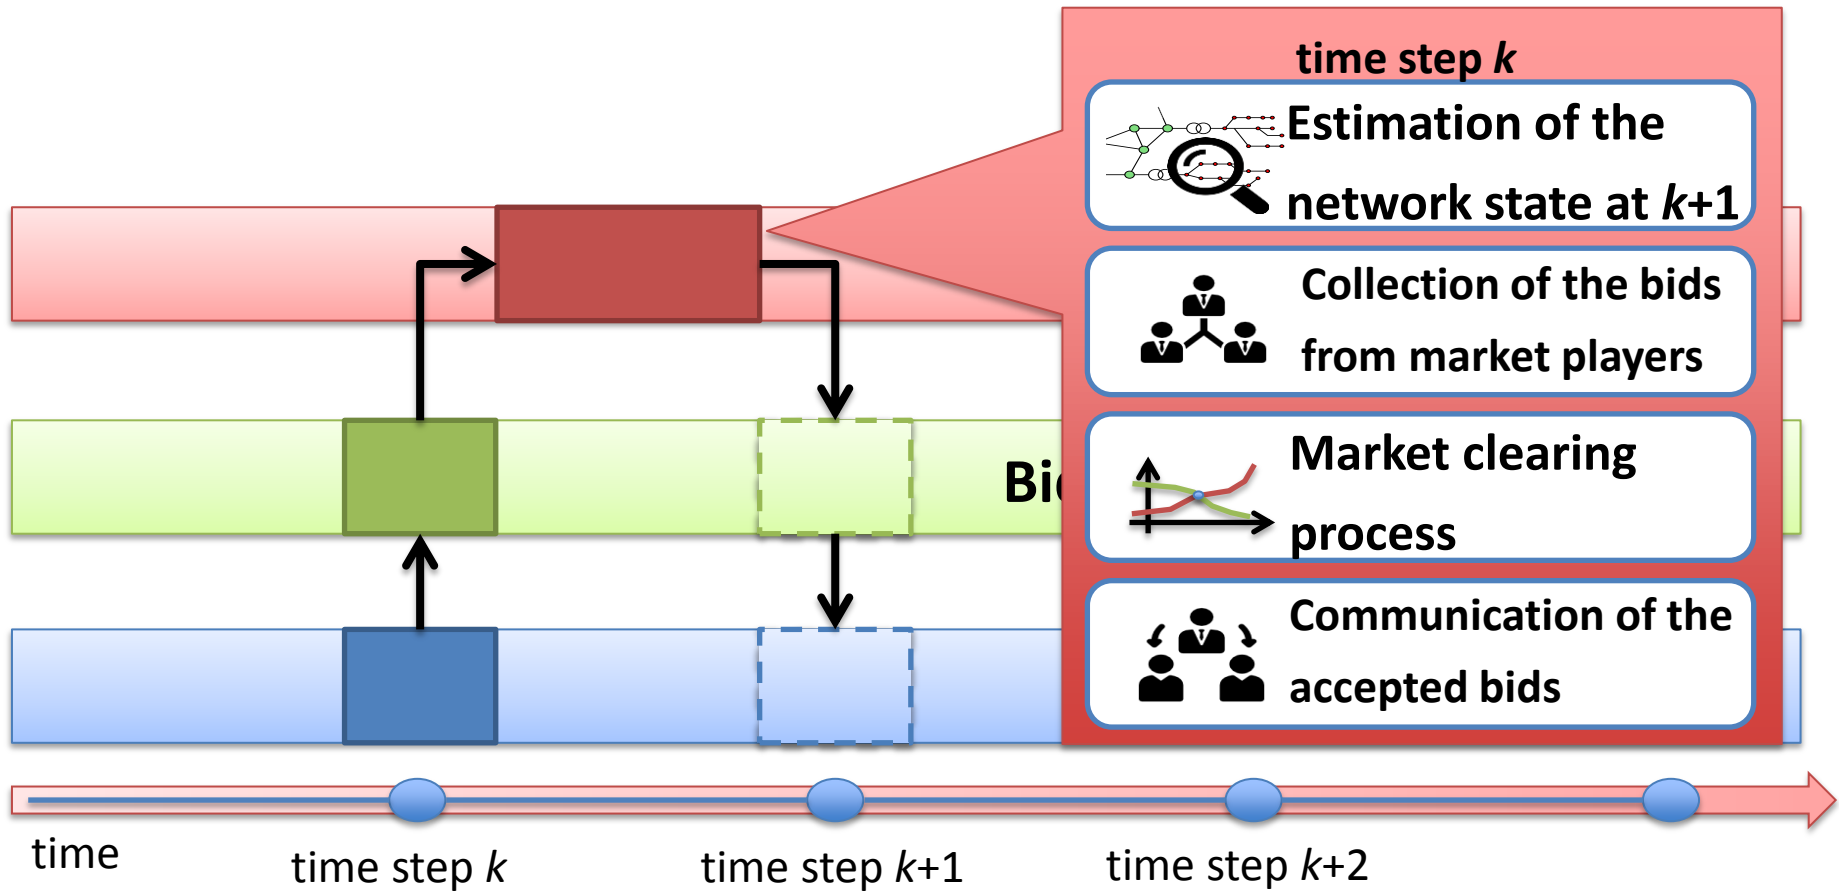 time step k
Estimation of the
network state at k+1
Collection of the bids
from market players
Market clearing
process
Communication of the
accepted bids
time
time step k
time step k+1
time step k+2